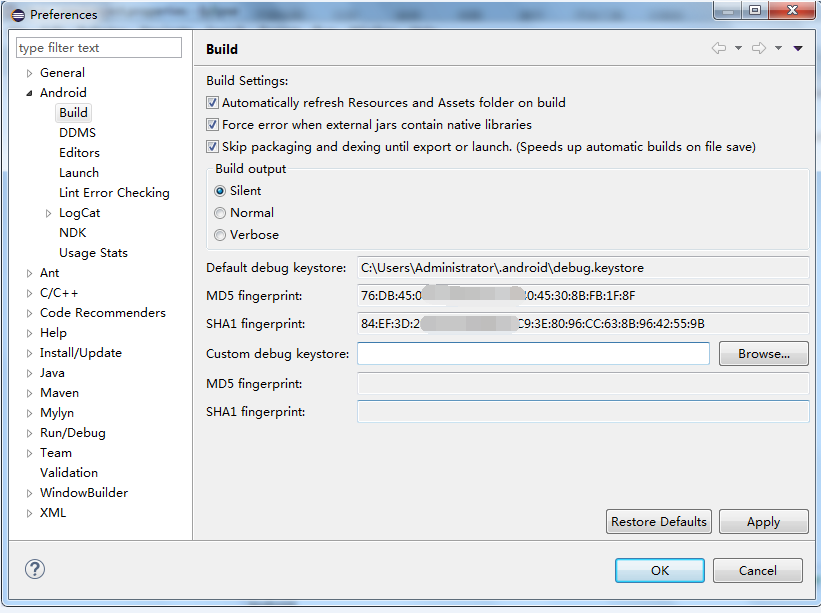 Preferences
type filter text
General
Android
Build
DDMS
Editors
Launch
Lint Error Checking
LogCat
NDK
Usage Stats
Ant
C/C++
Code Recommenders
Help
Install/Update
Java
Maven
Mylyn
Run/Debug
Team
Validation
WindowBuilder
XML
Build
Build Settings:
Automatically refresh Resources and Assets folder on build
Force error when external jars contain native libraries
Skip packaging and dexing until export or launch. (Speeds up automatic builds on file save)
Build output
Silent
Normal
Verbose
Default debug keystore: C:\Users\Administrator\.android\debug.keystore
MD5 fingerprint: 76:DB:45:0 0:45:30:8B:FB:1F:8F
SHA1 fingerprint: 84:EF:3D:2 C9:3E:80:96:CC:63:8B:96:42:55:9B
Custom debug keystore: Browse...
MD5 fingerprint:
SHA1 fingerprint:
Restore Defaults Apply
? OK Cancel